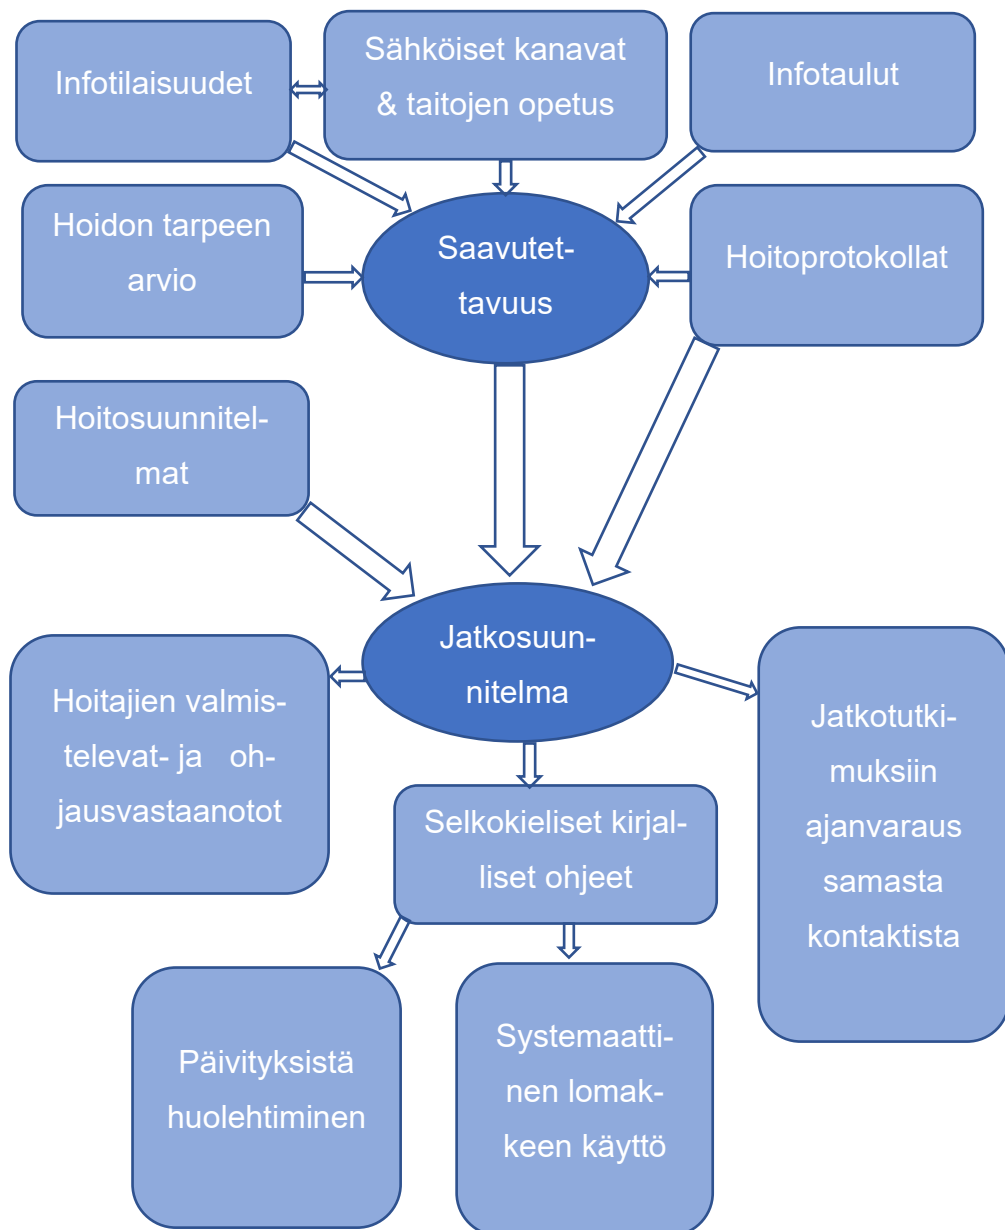 Infotilaisuudet
Sähköiset kanavat
& taitojen opetus
Infotaulut
Hoidon tarpeen
arvio
Saavutet-
tavuus
Hoitoprotokollat
Hoitosuunnitel-
mat
Jatkosuun-
nitelma
Hoitajien valmis-
televat- ja oh-
jausvastaanotot
Selkokieliset kirjal-
liset ohjeet
Jatkotutki-
muksiin
ajanvaraus
samasta
kontaktista
Päivityksistä
huolehtiminen
Systemaatti-
nen lomak-
keen käyttö